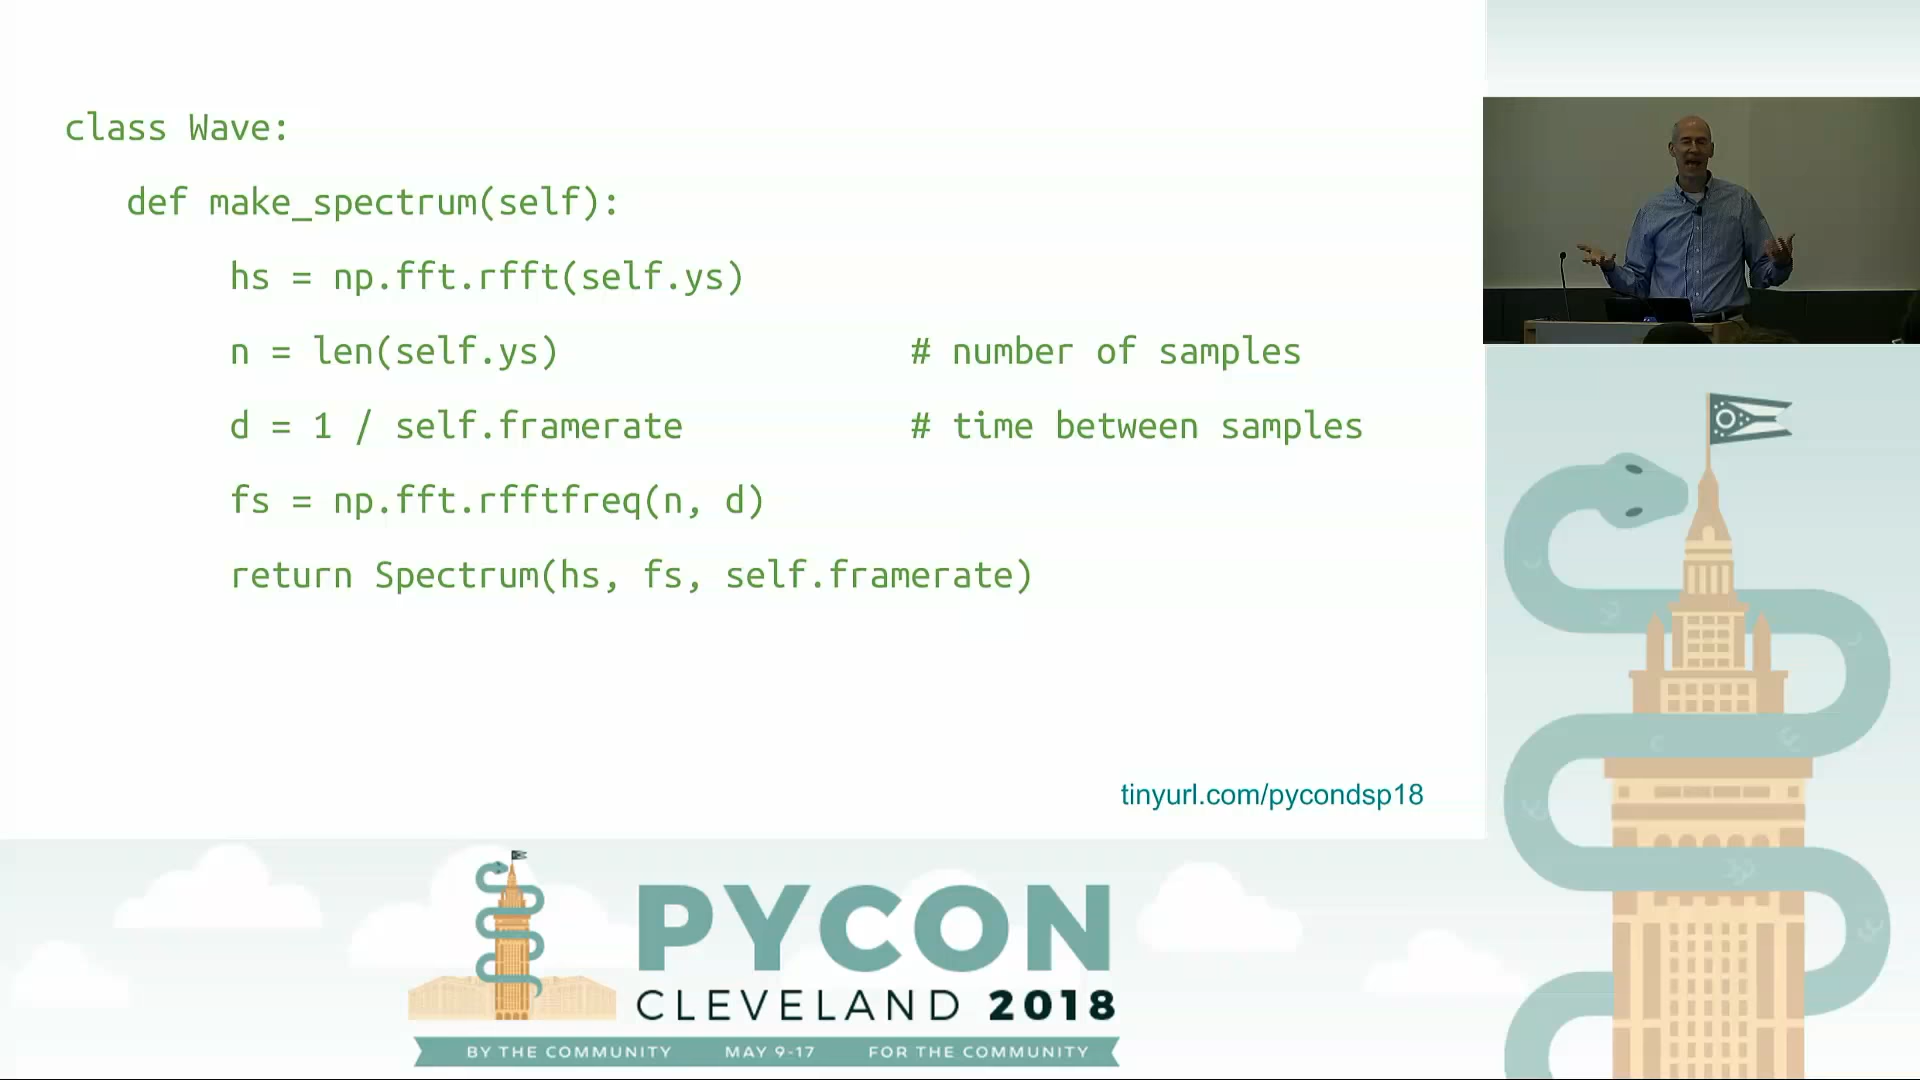 class Wave:
def make_spectrum(self):
hs = np.fft.rfft(self.ys)
n = len(self.ys) # number of samples
d = 1 / self.framerate # time between samples
fs = np.fft.rfftfreq(n, d)
return Spectrum(hs, fs, self.framerate)
tinyurl.com/pycondsp18
PYCON
CLEVELAND 2018
BY THE COMMUNITY MAY 9-17 FOR THE COMMUNITY